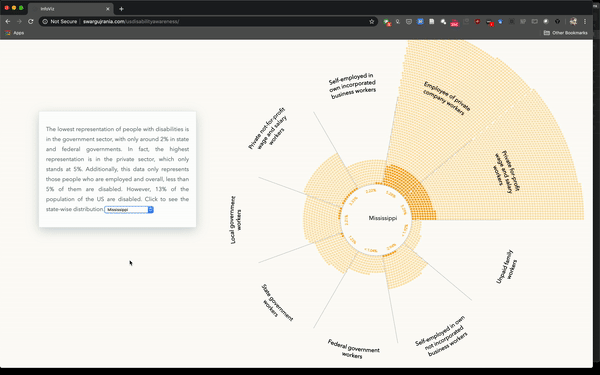 InfoViz
Not Secure | swargujrania.com/usdisabilityawareness/
Apps
Other Bookmarks
The lowest representation of people with disabilities is
in the government sector, with only around 2% in state
and federal governments. In fact, the highest
representation is in the private sector, which only
stands at 5%. Additionally, this data only represents
those people who are employed and overall, less than
5% of them are disabled. However, 13% of the
population of the US are disabled. Click to see the
state-wise distribution.
Mississippi
Self-employed in
own incorporated
business workers
Employee of private
company workers
Private not-for-profit
wage and salary
workers
Private for-profit
wage and salary
workers
Mississippi
Local government
workers
Unpaid family
workers
State government
workers
Federal government
workers
Self-employed in own
not incorporated
business workers